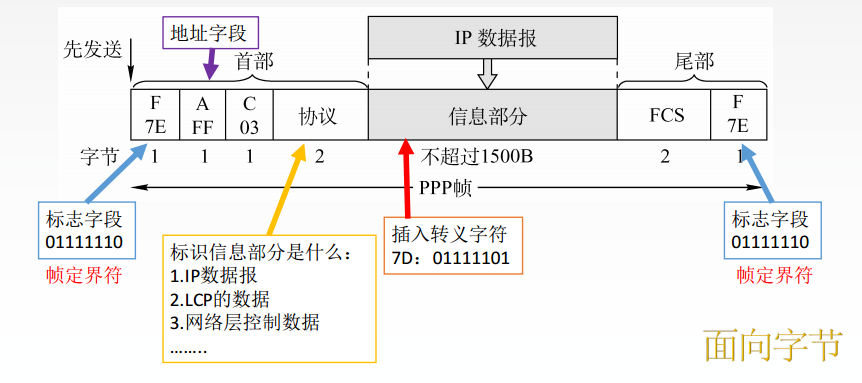 地址字段
IP 数据报
先发送
首部
尾部
F
7E
A
FF
C
03
协议
信息部分
FCS
F
7E
字节 1 1 1 2 不超过1500B 2 1
PPP帧
标志字段
01111110
帧定界符
标识信息部分是什么：
1.IP数据报
2.LCP的数据
3.网络层控制数据
……..
插入转义字符
7D：01111101
标志字段
01111110
帧定界符
面向字节